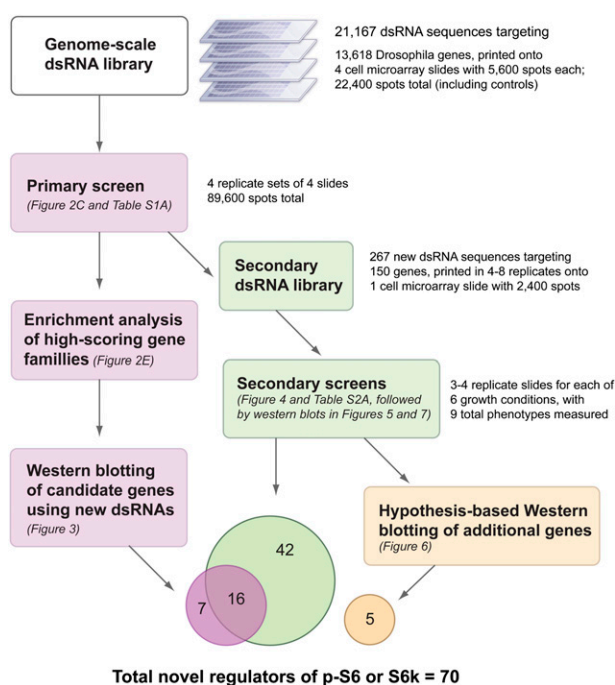 Genome-scale
dsRNA library
21,167 dsRNA sequences targeting
13,618 Drosophila genes, printed onto
4 cell microarray slides with 5,600 spots each;
22,400 spots total (including controls)
Primary screen
(Figure 2C and Table S1A)
4 replicate sets of 4 slides
89,600 spots total
Secondary
dsRNA library
267 new dsRNA sequences targeting
150 genes, printed in 4-8 replicates onto
1 cell microarray slide with 2,400 spots
Enrichment analysis
of high-scoring gene
famillies (Figure 2E)
Secondary screens
(Figure 4 and Table S2A, followed
by western blots in Figures 5 and 7)
3-4 replicate slides for each of
6 growth conditions, with
9 total phenotypes measured
Western blotting
of candidate genes
using new dsRNAs
(Figure 3)
Hypothesis-based Western
blotting of additional genes
(Figure 6)
42
7
16
5
Total novel regulators of p-S6 or S6k = 70